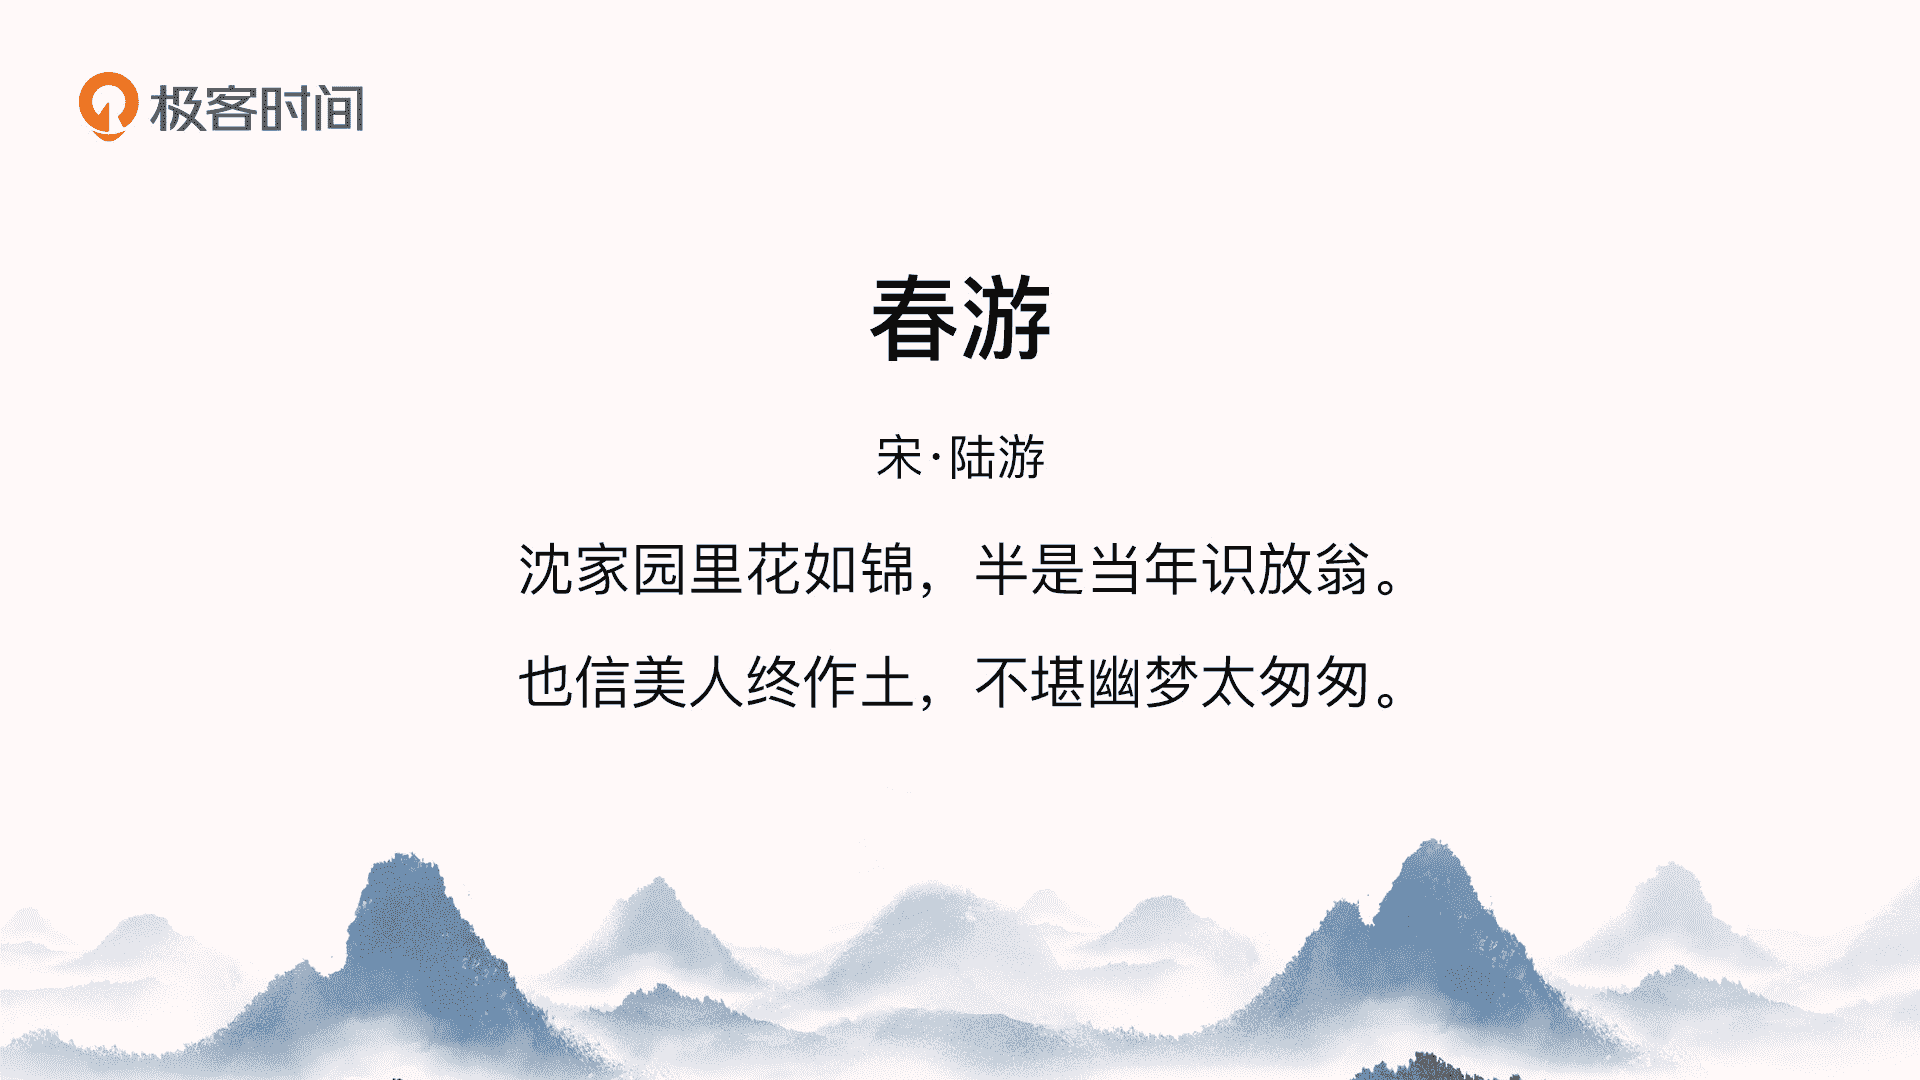 极客时间
春游
宋·陆游
沈家园里花如锦，半是当年识放翁。
也信美人终作土，不堪幽梦太匆匆。